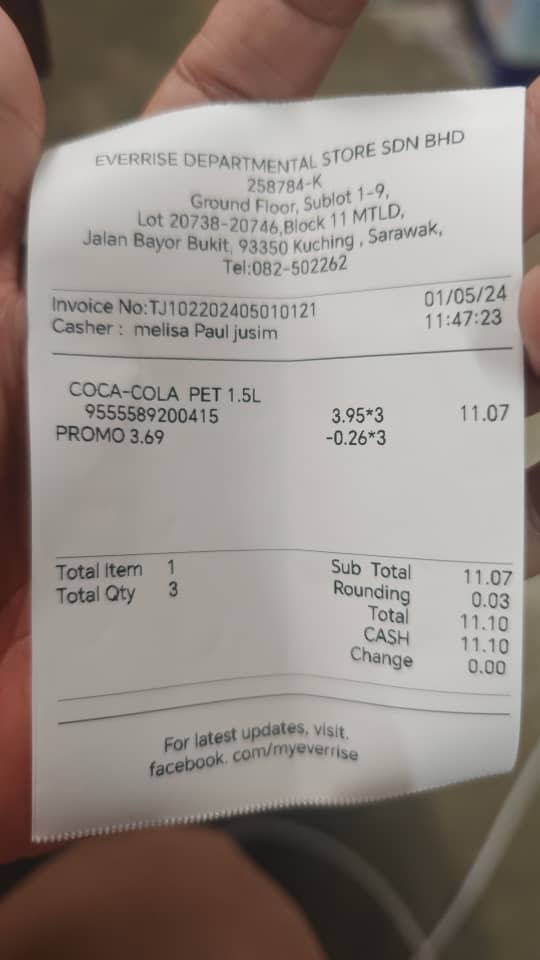 EVERRISE DEPARTMENTAL STORE SDN BHD
258784-K
Ground Floor, Sublot 1-9,
Lot 20738-20746,Block 11 MTLD,
Jalan Bayor Bukit, 93350 Kuching , Sarawak,
Tel:082-502262
Invoice No:TJ102202405010121 01/05/24
Casher : melisa Paul jusim 11:47:23
COCA-COLA PET 1.5L
9555589200415 3.95*3 11.07
PROMO 3.69 -0.26*3
Total Item 1 Sub Total 11.07
Total Qty 3 Rounding 0.03
Total 11.10
CASH 11.10
Change 0.00
For latest updates, visit.
facebook. com/myeverrise